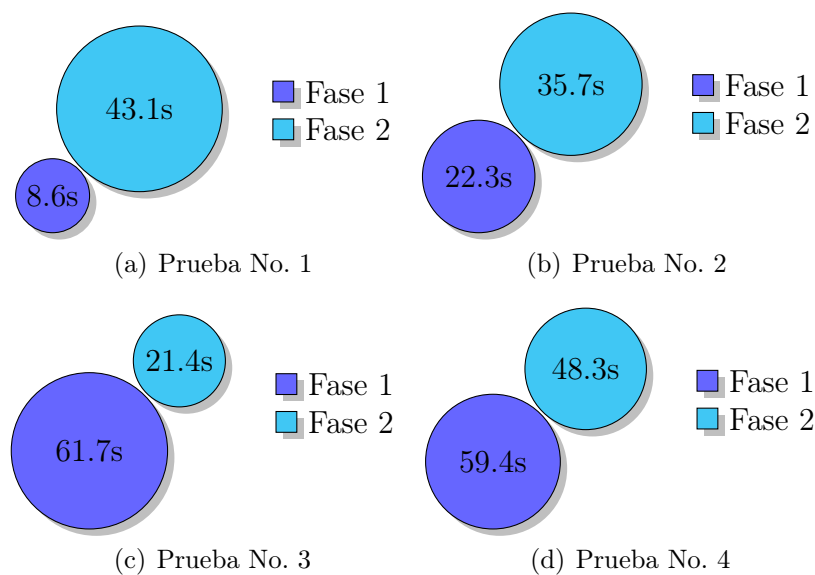 43.1s
8.6s
Fase 1
Fase 2
(a) Prueba No. 1
35.7s
22.3s
Fase 1
Fase 2
(b) Prueba No. 2
21.4s
61.7s
Fase 1
Fase 2
(c) Prueba No. 3
48.3s
59.4s
Fase 1
Fase 2
(d) Prueba No. 4